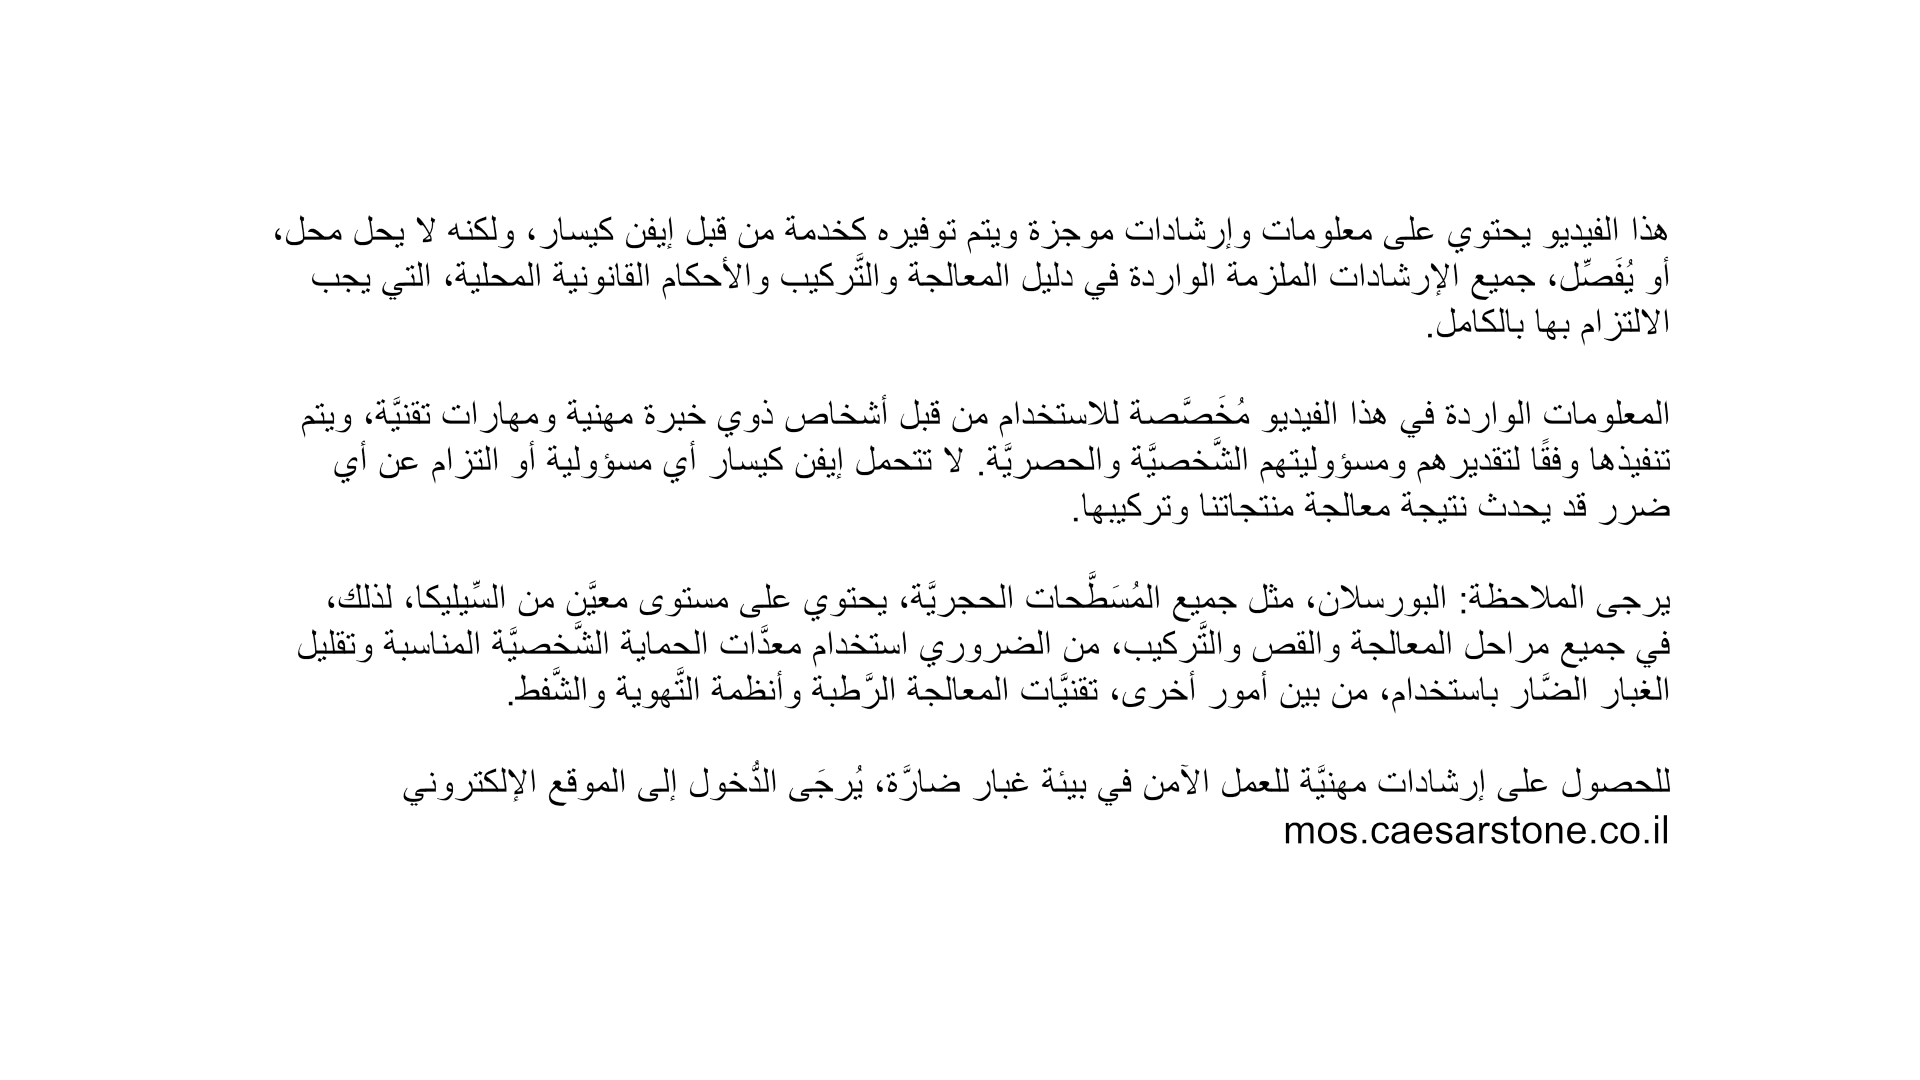 هذا الفيديو يحتوي على معلومات وإرشادات موجزة ويتم توفيره كخدمة من قبل إيفن كيسار، ولكنه لا يحل محل،
أو يُفَصِّل، جميع الإرشادات الملزمة الواردة في دليل المعالجة والتَّركيب والأحكام القانونية المحلية، التي يجب
الالتزام بها بالكامل.
المعلومات الواردة في هذا الفيديو مُخَصَّصة للاستخدام من قبل أشخاص ذوي خبرة مهنية ومهارات تقنيَّة، ويتم
تنفيذها وفقًا لتقديرهم ومسؤوليتهم الشَّخصيَّة والحصريَّة. لا تتحمل إيفن كيسار أي مسؤولية أو التزام عن أي
ضرر قد يحدث نتيجة معالجة منتجاتنا وتركيبها.
يرجى الملاحظة: البورسلان، مثل جميع المُسَطَّحات الحجريَّة، يحتوي على مستوى معيَّن من السِّيليكا، لذلك،
في جميع مراحل المعالجة والقص والتَّركيب، من الضروري استخدام معدَّات الحماية الشَّخصيَّة المناسبة وتقليل
الغبار الضَّار باستخدام، من بين أمور أخرى، تقنيَّات المعالجة الرَّطبة وأنظمة التَّهوية والشَّفط.
للحصول على إرشادات مهنيَّة للعمل الآمن في بيئة غبار ضارَّة، يُرجَى الدُّخول إلى الموقع الإلكتروني
mos.caesarstone.co.il